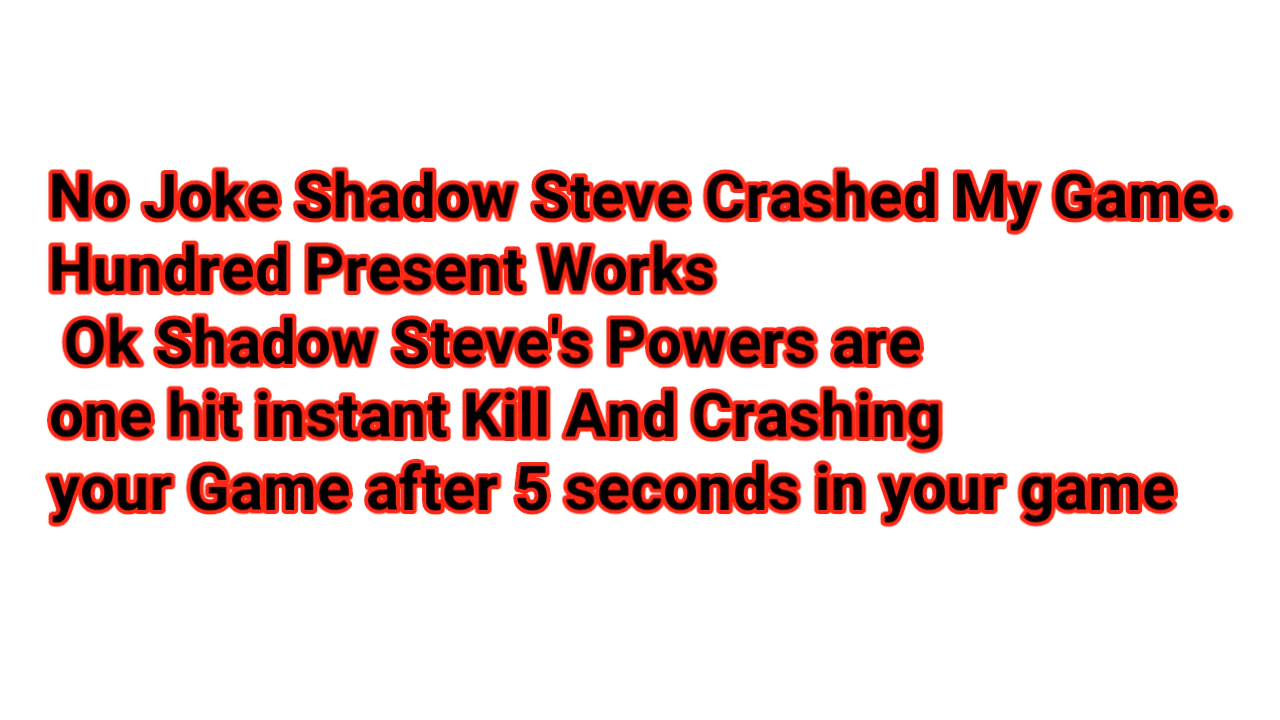 No Joke Shadow Steve Crashed My Game.
Hundred Present Works
Ok Shadow Steve's Powers are
one hit instant Kill And Crashing
your Game after 5 seconds in your game